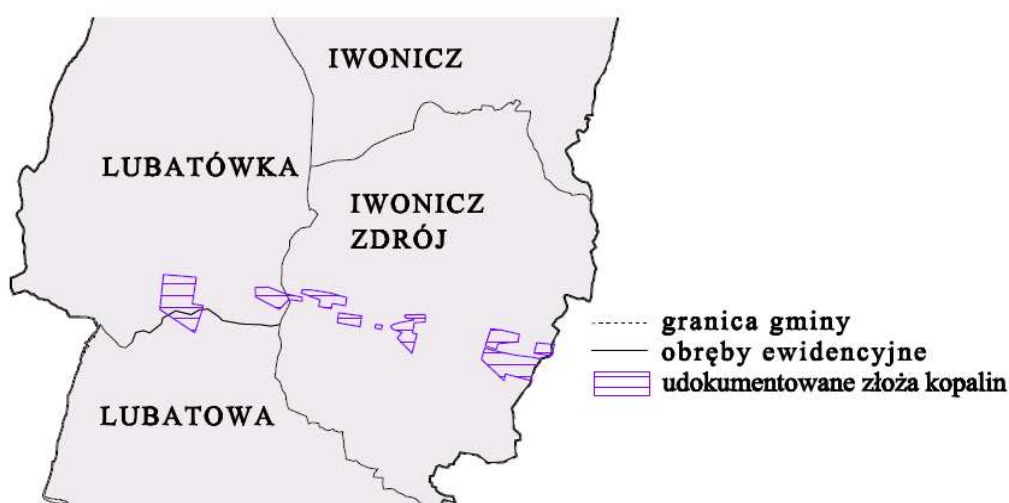 IWONICZ
LUBATÓWKA
IWONICZ
ZDRÓJ
LUBATOWA
granica gminy
obręby ewidencyjne
udokumentowane złoża kopalin